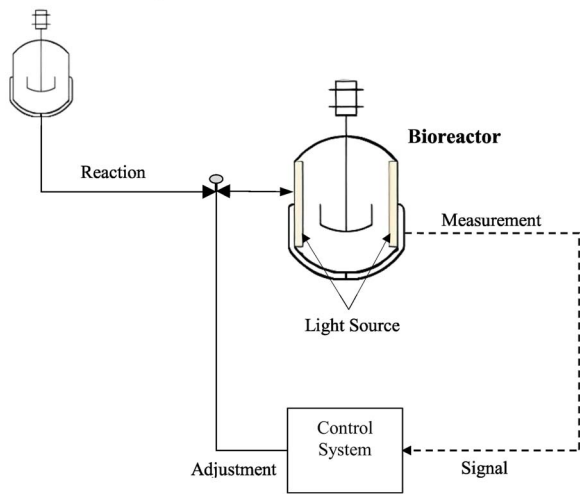 Bioreactor
Reaction
Measurement
Light Source
Control
System
Adjustment
Signal